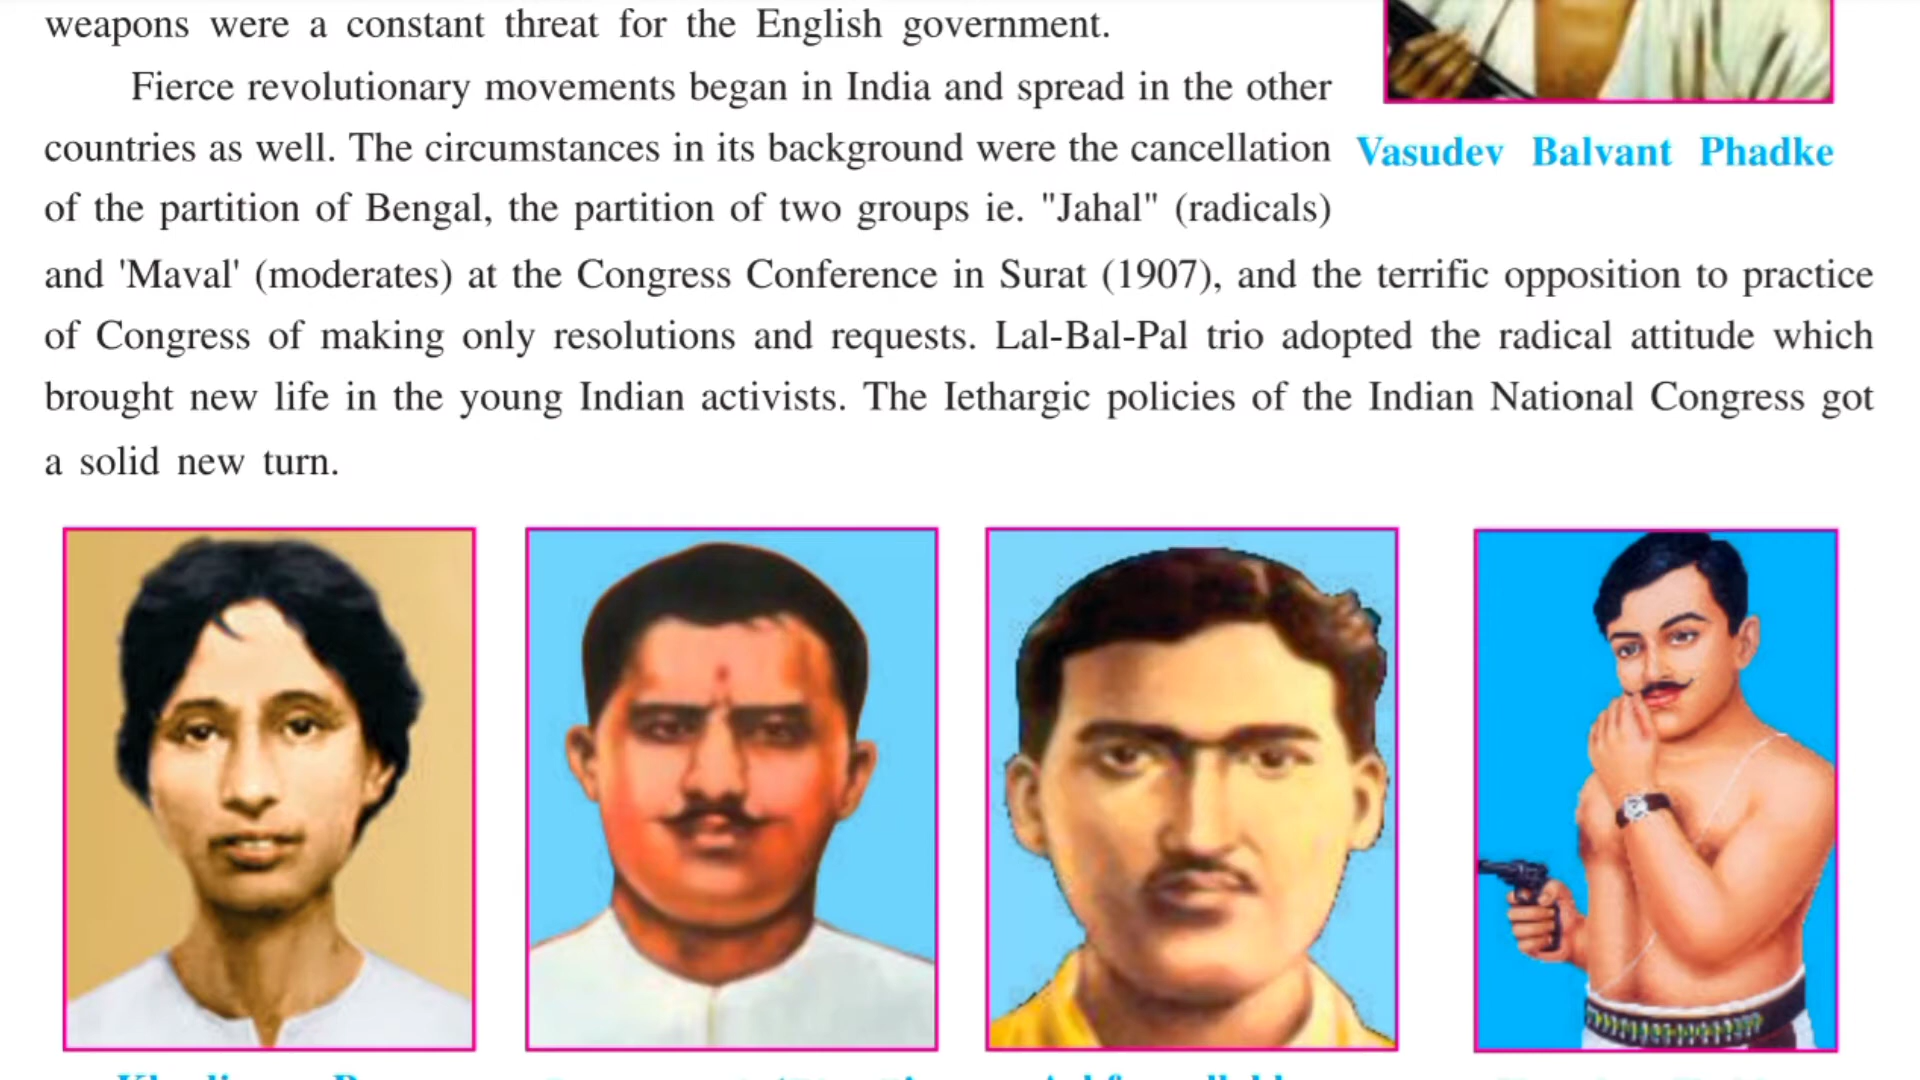 weapons were a constant threat for the English government.
Fierce revolutionary movements began in India and spread in the other
countries as well. The circumstances in its background were the cancellation
of the partition of Bengal, the partition of two groups ie. "Jahal" (radicals)
Vasudev Balvant Phadke
and 'Maval' (moderates) at the Congress Conference in Surat (1907), and the terrific opposition to practice
of Congress of making only resolutions and requests. Lal-Bal-Pal trio adopted the radical attitude which
brought new life in the young Indian activists. The Iethargic policies of the Indian National Congress got
a solid new turn.